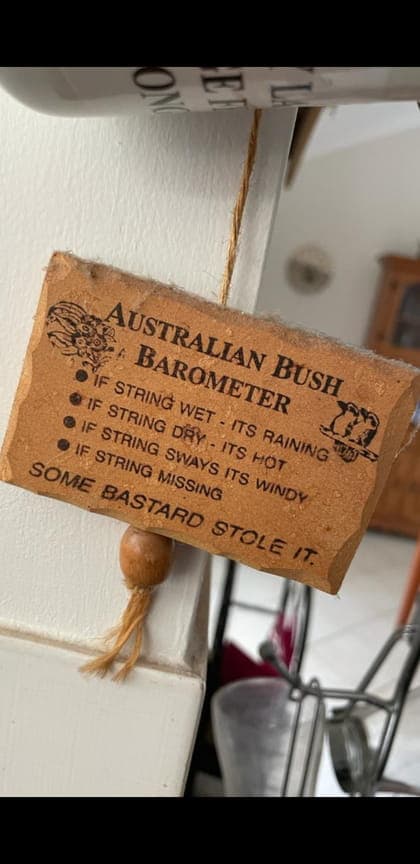 AUSTRALIAN BUSH
BAROMETER
● IF STRING WET - ITS RAINING
● IF STRING DRY - ITS HOT
● IF STRING SWAYS ITS WINDY
● IF STRING MISSING
SOME BASTARD STOLE IT.